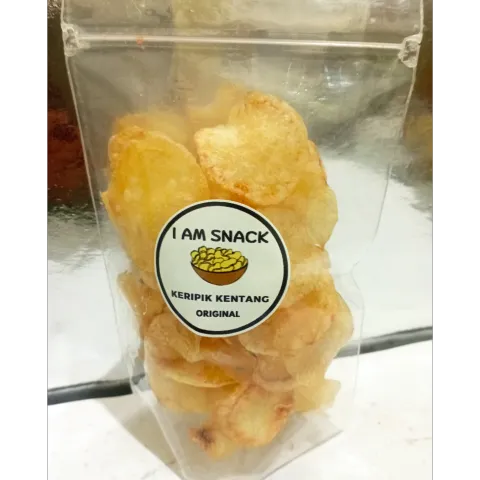 I AM SNACK
KERIPIK KENTANG
ORIGINAL